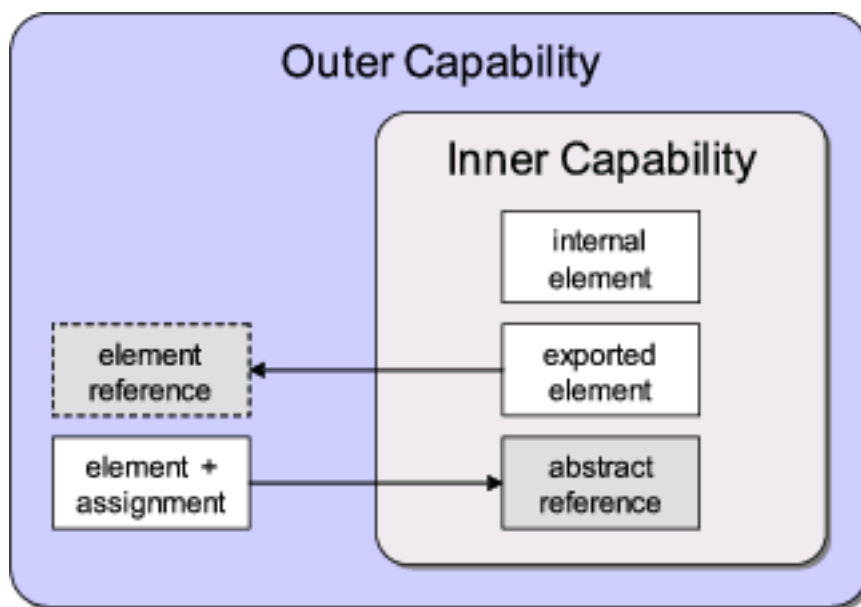 Outer Capability
Inner Capability
internal
element
element
reference
exported
element
element +
assignment
abstract
reference